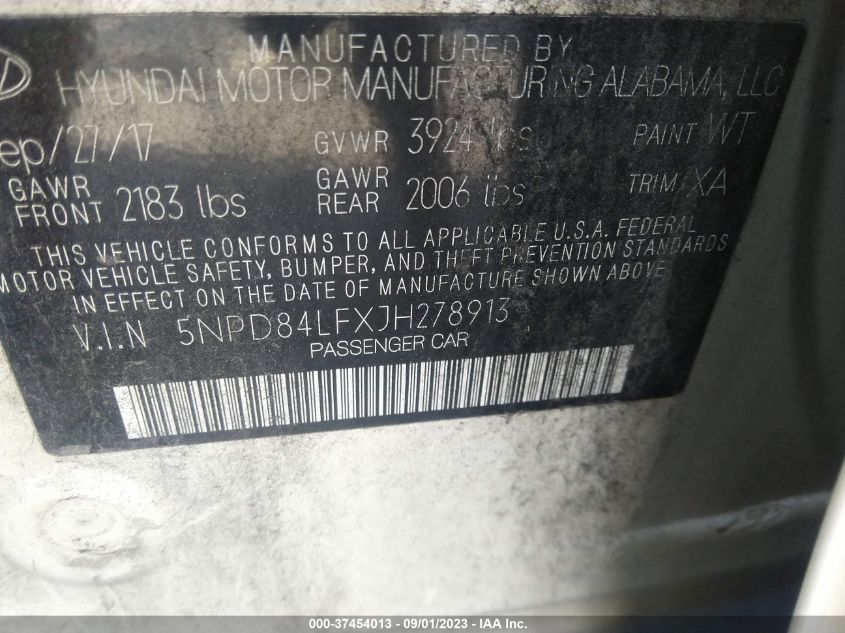 MANUFACTURED BY
HYUNDAI MOTOR MANUFACTURING ALABAMA, LLC
ep/27/17 GVWR 3924 lbs PAINT WT
GAWR FRONT 2183 lbs GAWR REAR 2006 lbs TRIM XA
THIS VEHICLE CONFORMS TO ALL APPLICABLE U.S.A. FEDERAL
MOTOR VEHICLE SAFETY, BUMPER, AND THEFT PREVENTION STANDARDS
IN EFFECT ON THE DATE OF MANUFACTURE SHOWN ABOVE
V.I.N 5NPD84LFXJH278913
PASSENGER CAR
000-37454013 - 09/01/2023 - IAA Inc.